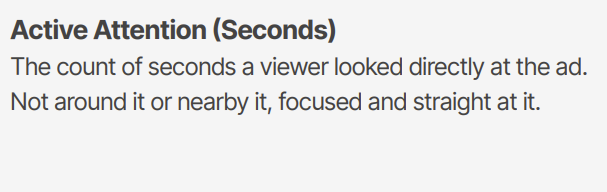 Active Attention (Seconds)
The count of seconds a viewer looked directly at the ad.
Not around it or nearby it, focused and straight at it.